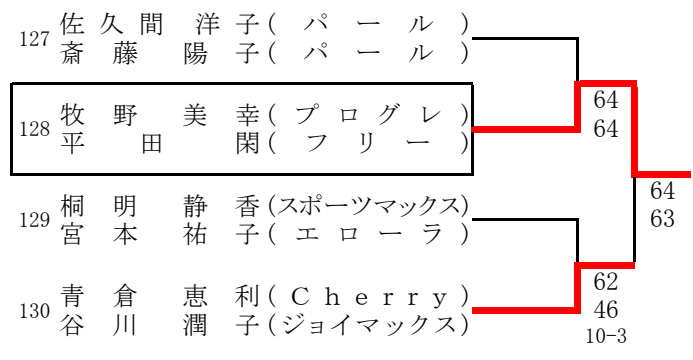 127 佐久間 洋子(パール)
斎藤 陽子(パール)
128 牧野 美幸(プログレ)
平田 閑(フリー)
64
64
64
63
129 桐明 静香(スポーツマックス)
宮本 祐子(エローラ)
130 青倉 恵利(Cherry)
谷川 潤子(ジョイマックス)
62
46
10-3